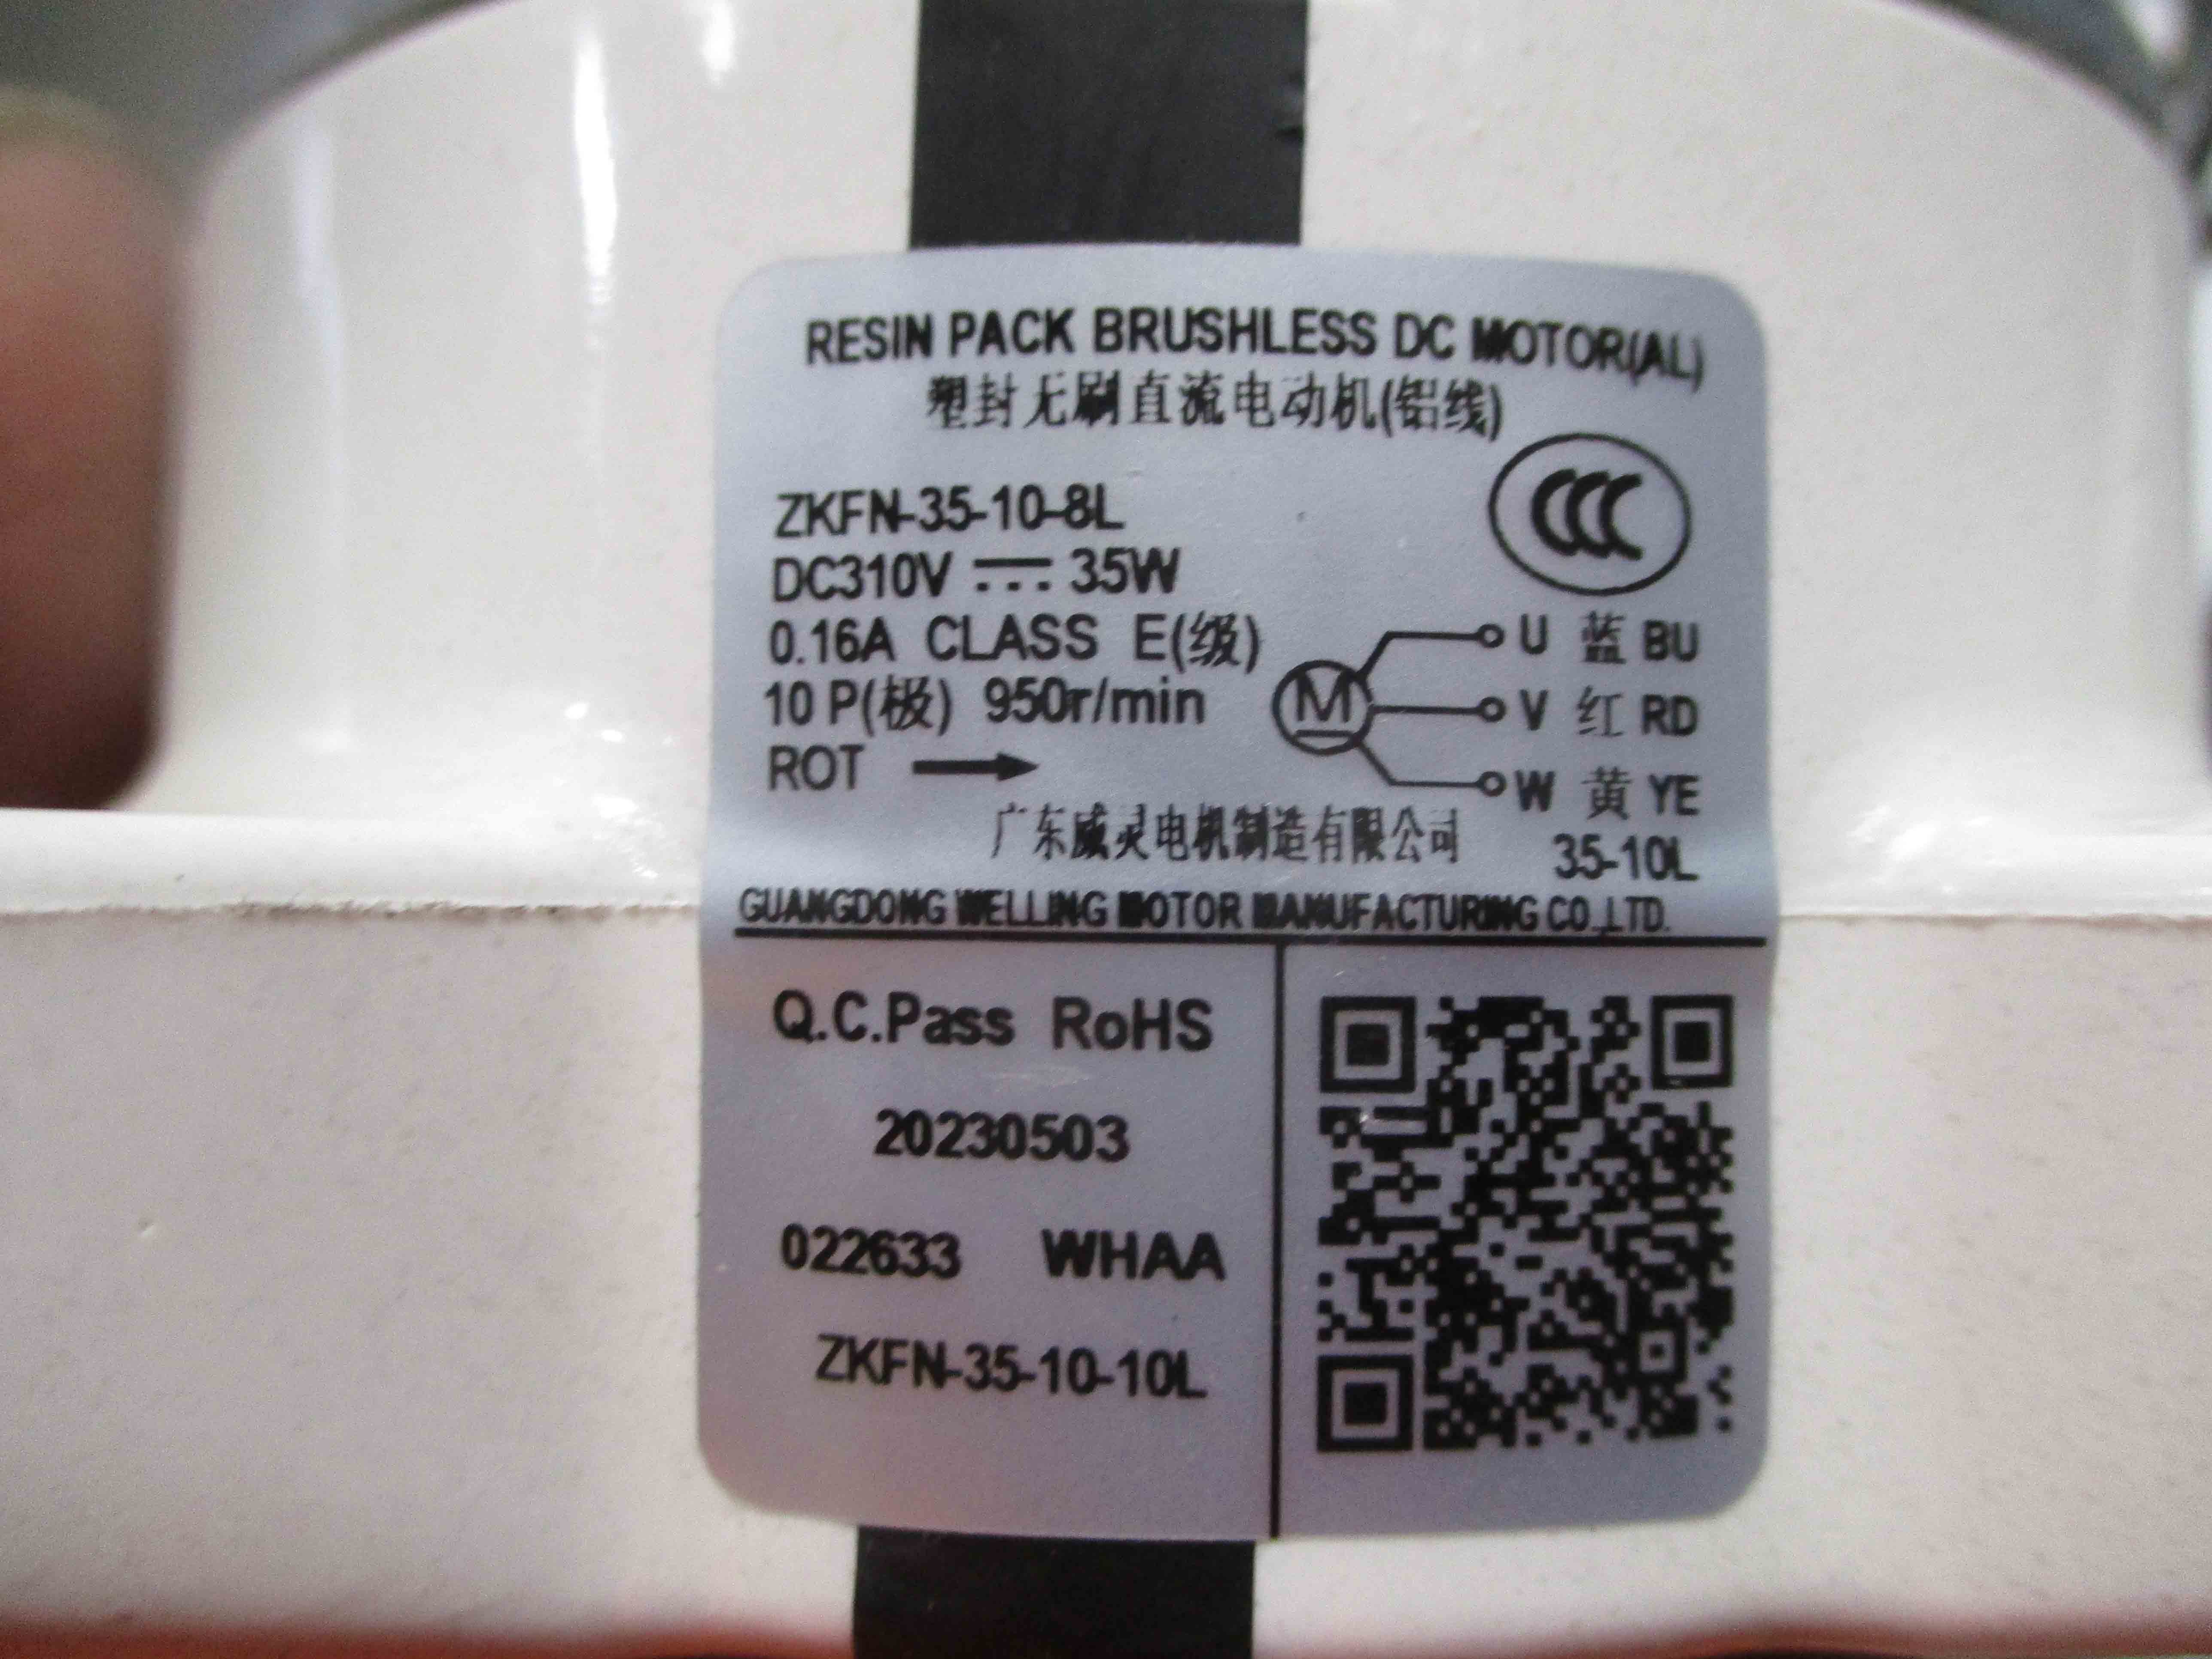 RESIN PACK BRUSHLESS DC MOTOR(AL)
塑封无刷直流电动机(铝线)
CCC
ZKFN-35-10-8L
DC310V ⎓ 35W
0.16A CLASS E(级)
10 P(极) 950r/min
ROT →
M
U 蓝 BU
V 红 RD
W 黄 YE
广东威灵电机制造有限公司 35-10L
GUANGDONG WELLING MOTOR MANUFACTURING CO.,LTD.
Q.C.Pass RoHS
20230503
022633 WHAA
ZKFN-35-10-10L